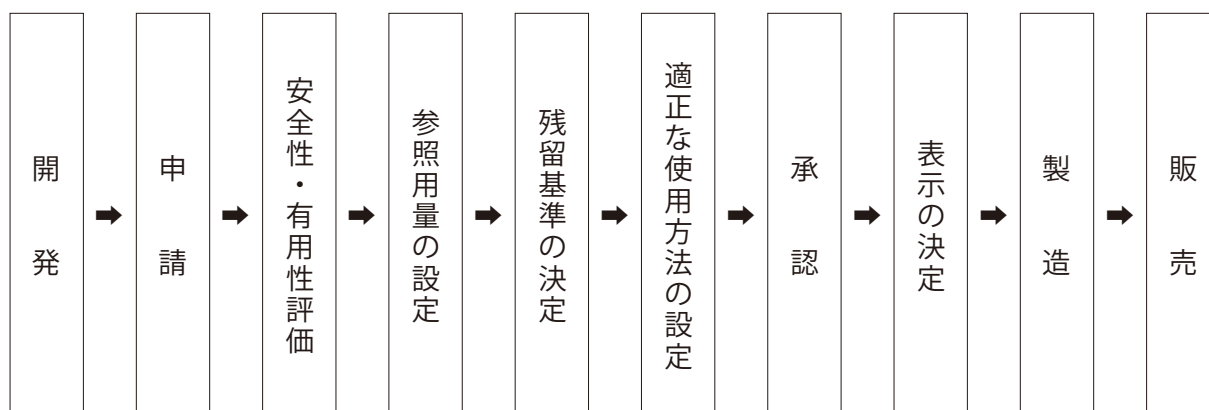 開発
申請
安全性・有用性評価
参照用量の設定
残留基準の決定
適正な使用方法の設定
承認
表示の決定
製造
販売